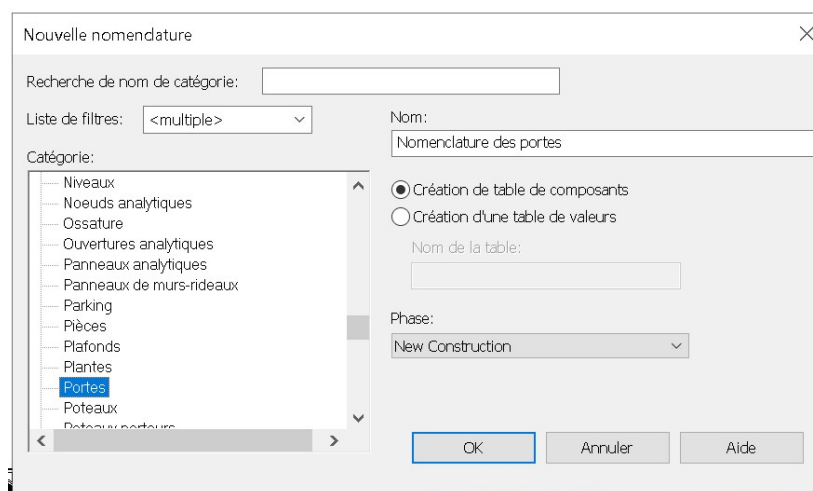 Nouvelle nomenclature
Recherche de nom de catégorie:
Liste de filtres:
<multiple>
Catégorie:
Niveaux
Noeuds analytiques
Ossature
Ouvertures analytiques
Panneaux analytiques
Panneaux de murs-rideaux
Parking
Pièces
Plafonds
Plantes
Portes
Poteaux
Poteaux porteurs
Nom:
Nomenclature des portes
Création de table de composants
Création d'une table de valeurs
Nom de la table:
Phase:
New Construction
OK
Annuler
Aide